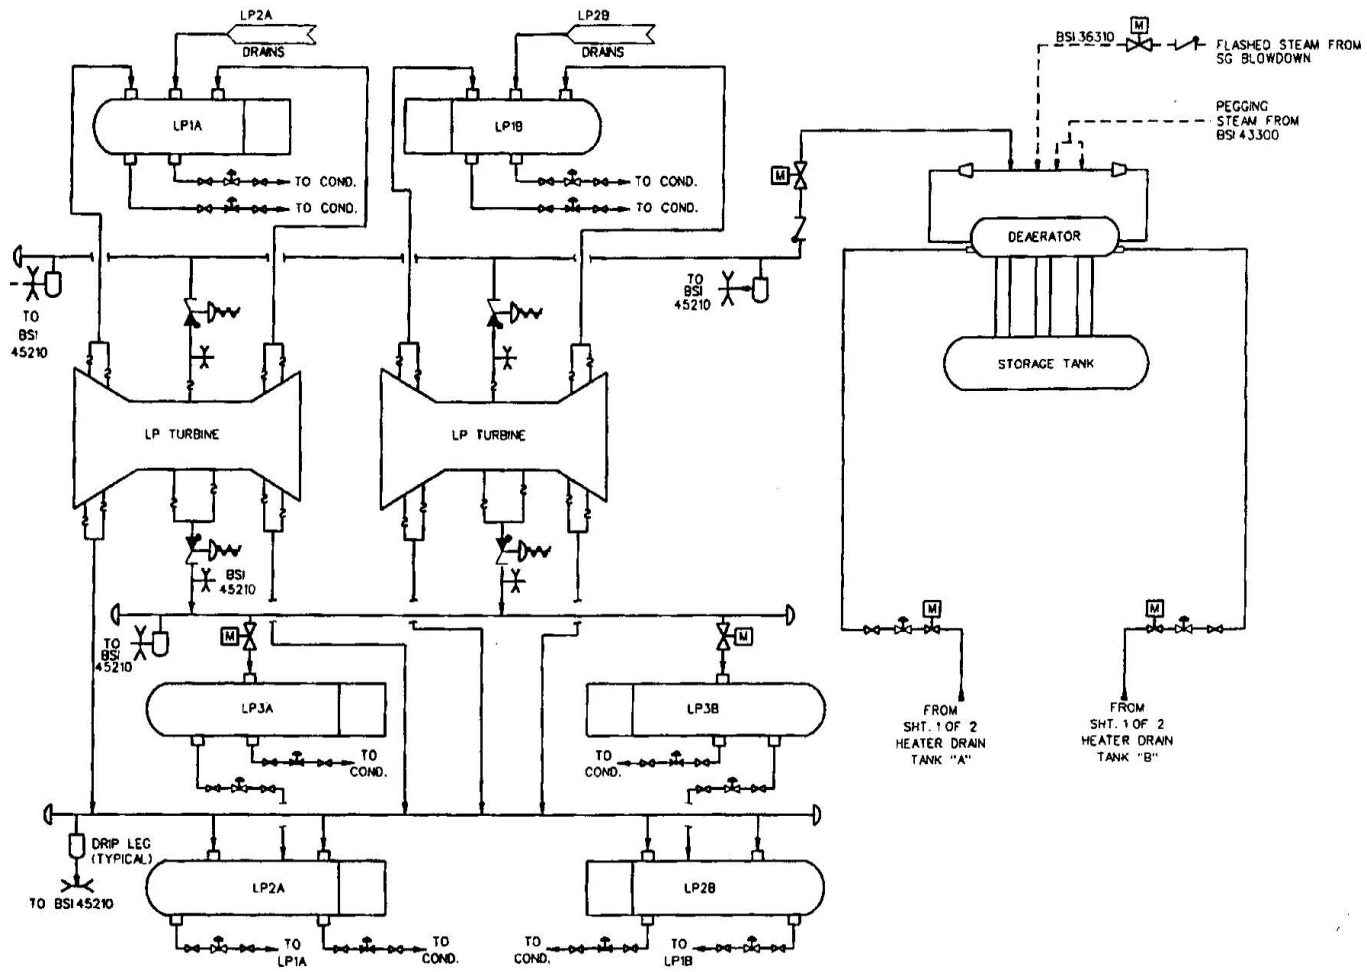 LP2A
DRAINS
LP2B
DRAINS
BSI 36310
M
FLASHED STEAM FROM
SG BLOWDOWN
PEGGING
STEAM FROM
BSI 43300
LP1A
LP1B
TO COND.
TO COND.
TO COND.
TO COND.
M
DEAERATOR
STORAGE TANK
TO
BSI
45210
TO
BSI
45210
LP TURBINE
LP TURBINE
BSI
45210
TO
BSI
45210
M
M
M
M
LP3A
LP3B
TO
COND.
TO
COND.
FROM
SHT. 1 OF 2
HEATER DRAIN
TANK "A"
FROM
SHT. 1 OF 2
HEATER DRAIN
TANK "B"
DRIP LEG
(TYPICAL)
TO BSI 45210
LP2A
LP2B
TO
LP1A
TO
COND.
TO
COND.
TO
LP1B